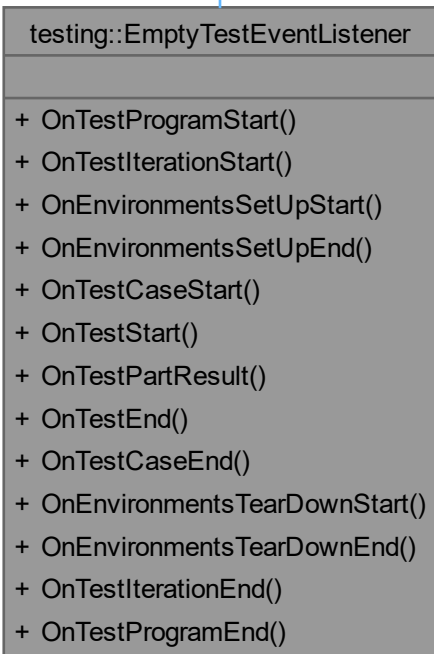 testing::EmptyTestEventListener
+ OnTestProgramStart()
+ OnTestIterationStart()
+ OnEnvironmentsSetUpStart()
+ OnEnvironmentsSetUpEnd()
+ OnTestCaseStart()
+ OnTestStart()
+ OnTestPartResult()
+ OnTestEnd()
+ OnTestCaseEnd()
+ OnEnvironmentsTearDownStart()
+ OnEnvironmentsTearDownEnd()
+ OnTestIterationEnd()
+ OnTestProgramEnd()